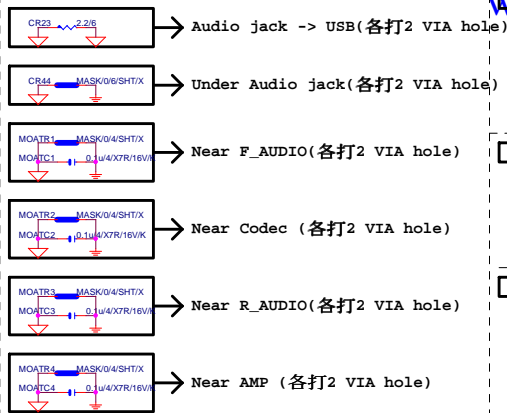 CR23 2.2/6
Audio jack -> USB(各打2 VIA hole)
CR44 MASK/0/6/SHT/X
Under Audio jack(各打2 VIA hole)
MOATR1 MASK/0/4/SHT/X
MOATC1 0.1u/4/X7R/16V/K
Near F_AUDIO(各打2 VIA hole)
MOATR2 MASK/0/4/SHT/X
MOATC2 0.1u/4/X7R/16V/K
Near Codec (各打2 VIA hole)
MOATR3 MASK/0/4/SHT/X
MOATC3 0.1u/4/X7R/16V/K
Near R_AUDIO(各打2 VIA hole)
MOATR4 MASK/0/4/SHT/X
MOATC4 0.1u/4/X7R/16V/K
Near AMP (各打2 VIA hole)